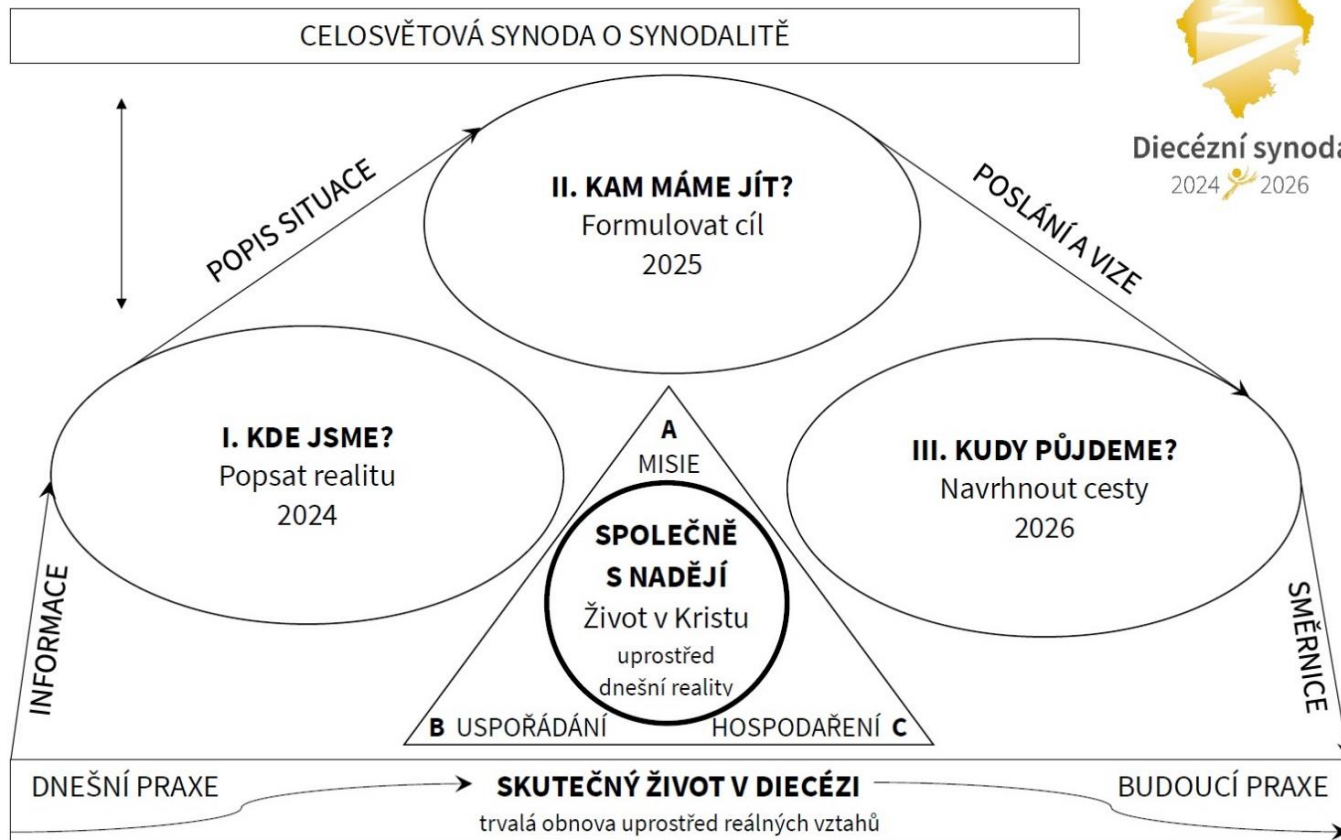 CELOSVĚTOVÁ SYNODA O SYNODALITĚ
Diecézní synoda
2024 2026
POPIS SITUACE
II. KAM MÁME JÍT?
Formulovat cíl
2025
POSLÁNÍ A VIZE
I. KDE JSME?
Popsat realitu
2024
A
MISIE
III. KUDY PŮJDEME?
Navrhnout cesty
2026
INFORMACE
SPOLEČNĚ
S NADĚJÍ
Život v Kristu
uprostřed
dnešní reality
SMĚRNICE
B USPOŘÁDÁNÍ
HOSPODAŘENÍ C
DNEŠNÍ PRAXE
SKUTEČNÝ ŽIVOT V DIECÉZI
BUDOUCÍ PRAXE
trvalá obnova uprostřed reálných vztahů